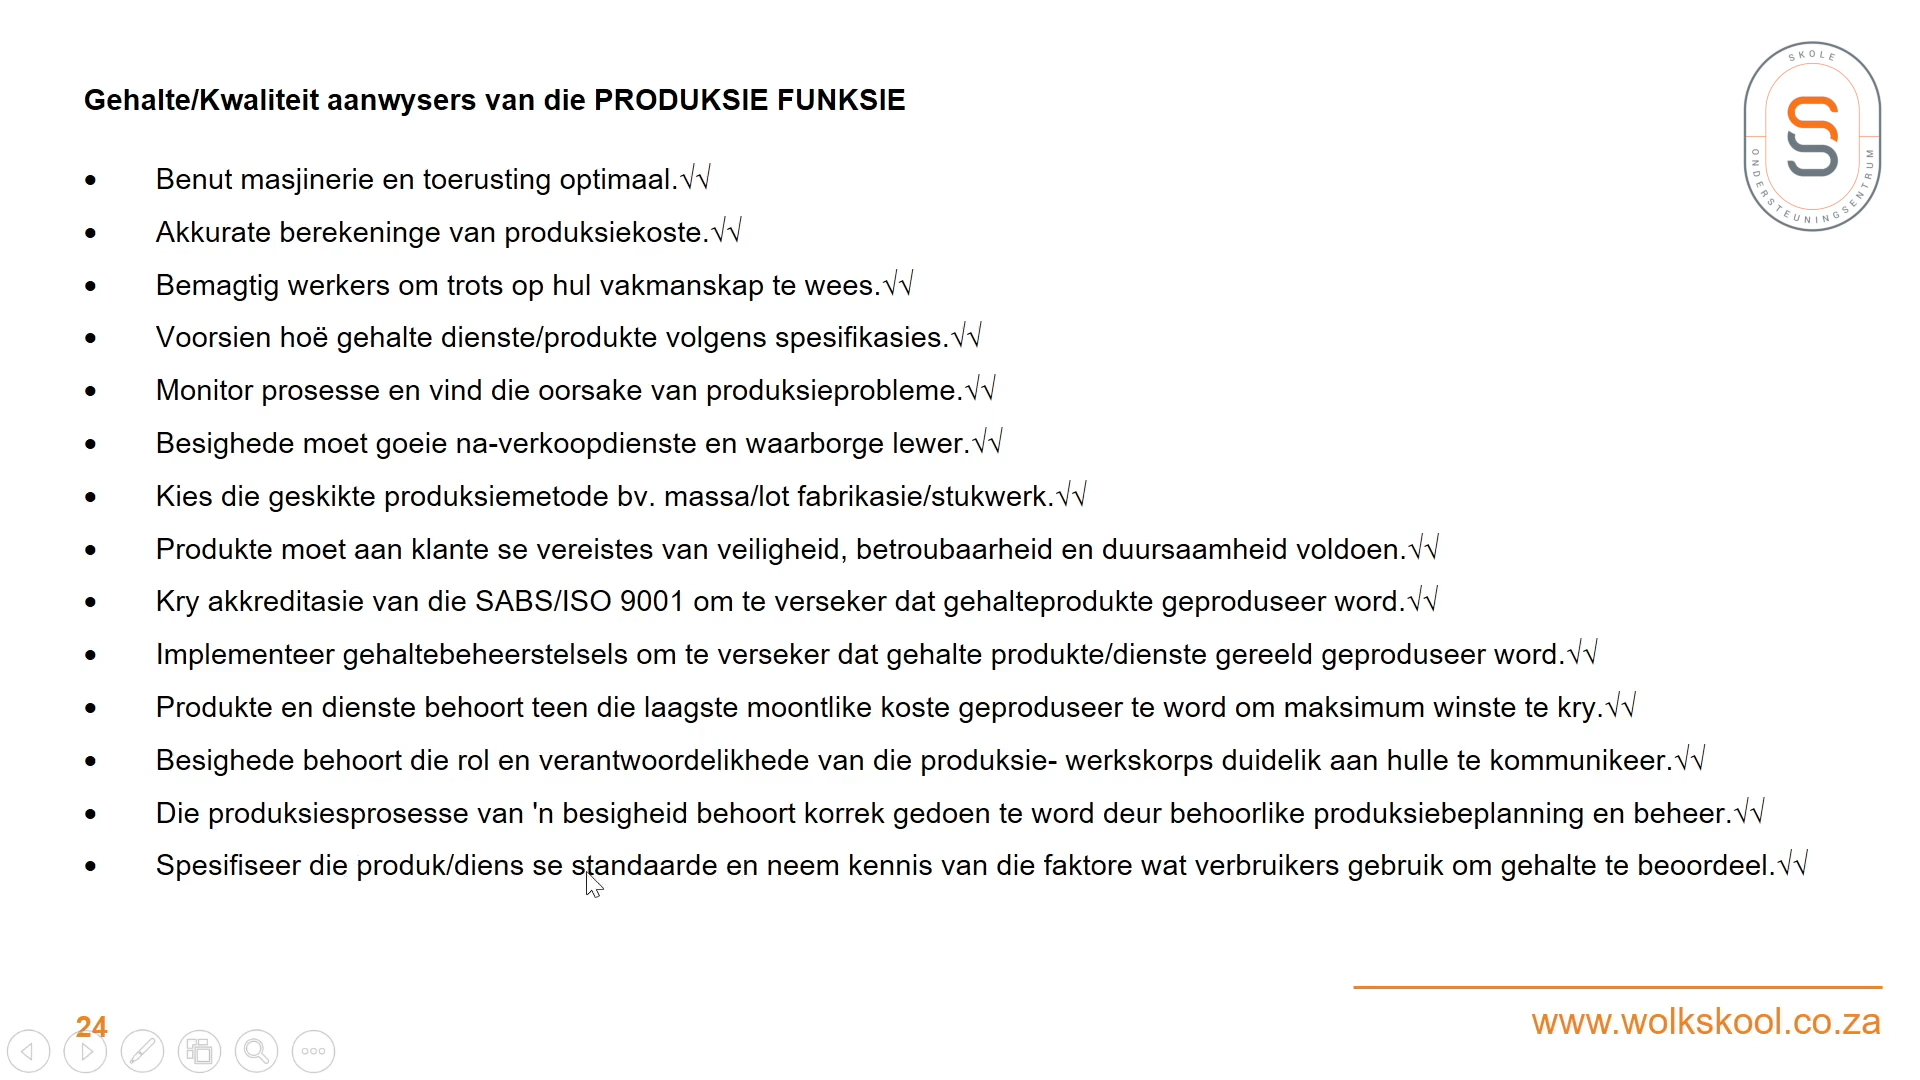 Gehalte/Kwaliteit aanwysers van die PRODUKSIE FUNKSIE
SKOLE
ONDERSTEUNINGSENTRUM
• Benut masjinerie en toerusting optimaal.√√
• Akkurate berekeninge van produksiekoste.√√
• Bemagtig werkers om trots op hul vakmanskap te wees.√√
• Voorsien hoë gehalte dienste/produkte volgens spesifikasies.√√
• Monitor prosesse en vind die oorsake van produksieprobleme.√√
• Besighede moet goeie na-verkoopdienste en waarborge lewer.√√
• Kies die geskikte produksiemetode bv. massa/lot fabrikasie/stukwerk.√√
• Produkte moet aan klante se vereistes van veiligheid, betroubaarheid en duursaamheid voldoen.√√
• Kry akkreditasie van die SABS/ISO 9001 om te verseker dat gehalteprodukte geproduseer word.√√
• Implementeer gehaltebeheerstelsels om te verseker dat gehalte produkte/dienste gereeld geproduseer word.√√
• Produkte en dienste behoort teen die laagste moontlike koste geproduseer te word om maksimum winste te kry.√√
• Besighede behoort die rol en verantwoordelikhede van die produksie- werkskorps duidelik aan hulle te kommunikeer.√√
• Die produksiesprosesse van 'n besigheid behoort korrek gedoen te word deur behoorlike produksiebeplanning en beheer.√√
• Spesifiseer die produk/diens se standaarde en neem kennis van die faktore wat verbruikers gebruik om gehalte te beoordeel.√√
24
www.wolkskool.co.za